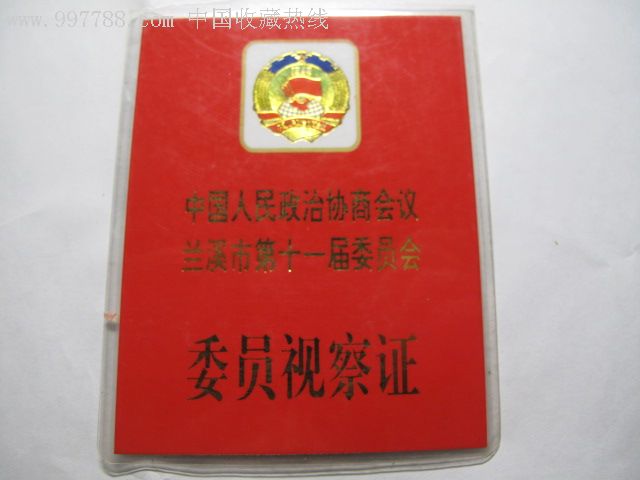 www.997788.com 中国收藏热线
中国人民政治协商会议
兰溪市第十一届委员会
委员视察证